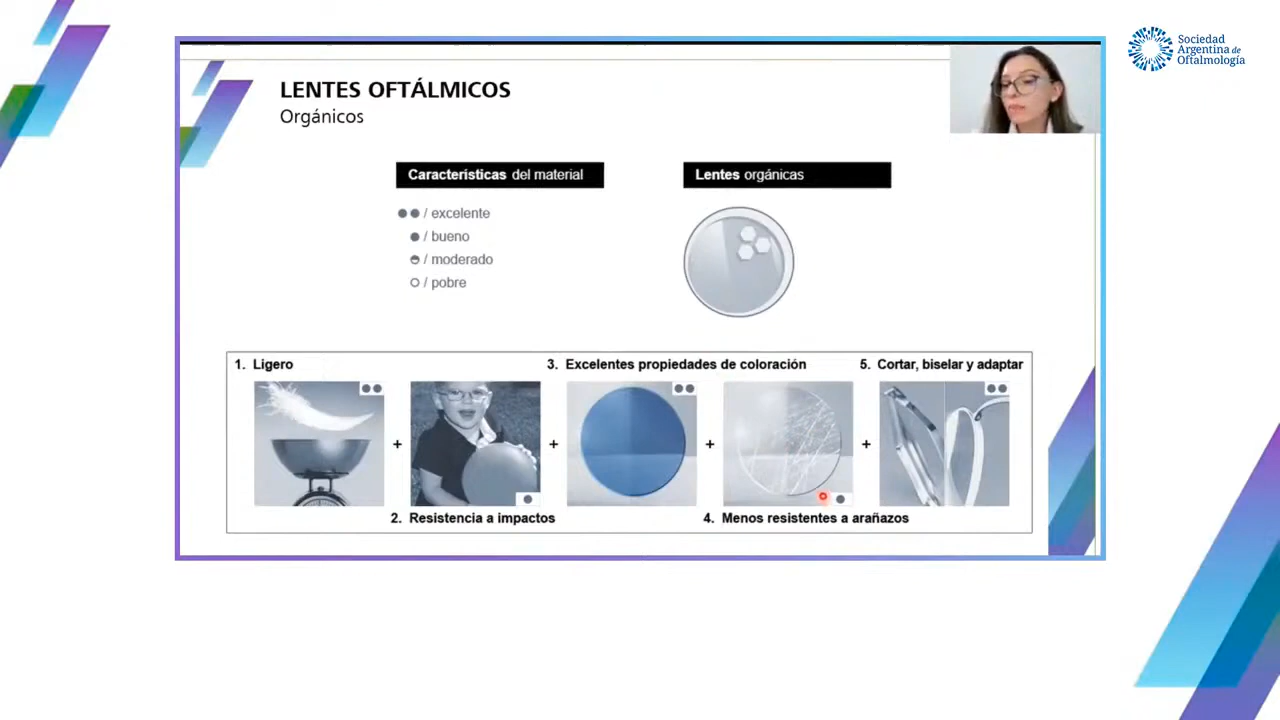 Sociedad
Argentina de
Oftalmología
LENTES OFTÁLMICOS
Orgánicos
Características del material
●● / excelente
● / bueno
◓ / moderado
○ / pobre
Lentes orgánicas
1. Ligero
3. Excelentes propiedades de coloración
5. Cortar, biselar y adaptar
+ + + +
2. Resistencia a impactos
4. Menos resistentes a arañazos